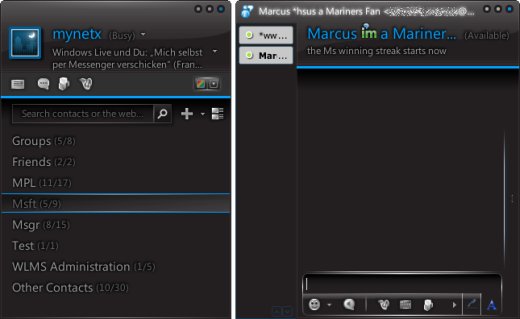 mynetx (Busy)
Windows Live und Du: „Mich selbst
per Messenger verschicken“ (Fran...
Search contacts or the web...
Groups (5/8)
Friends (2/2)
MPL (11/17)
Msft (5/9)
Msgr (8/15)
Test (1/1)
WLMS Administration (1/5)
Other Contacts (10/30)
Marcus *hsus a Mariners Fan
*ww...
Mar...
Marcus im a Mariner... (Available)
the Ms winning streak starts now
A